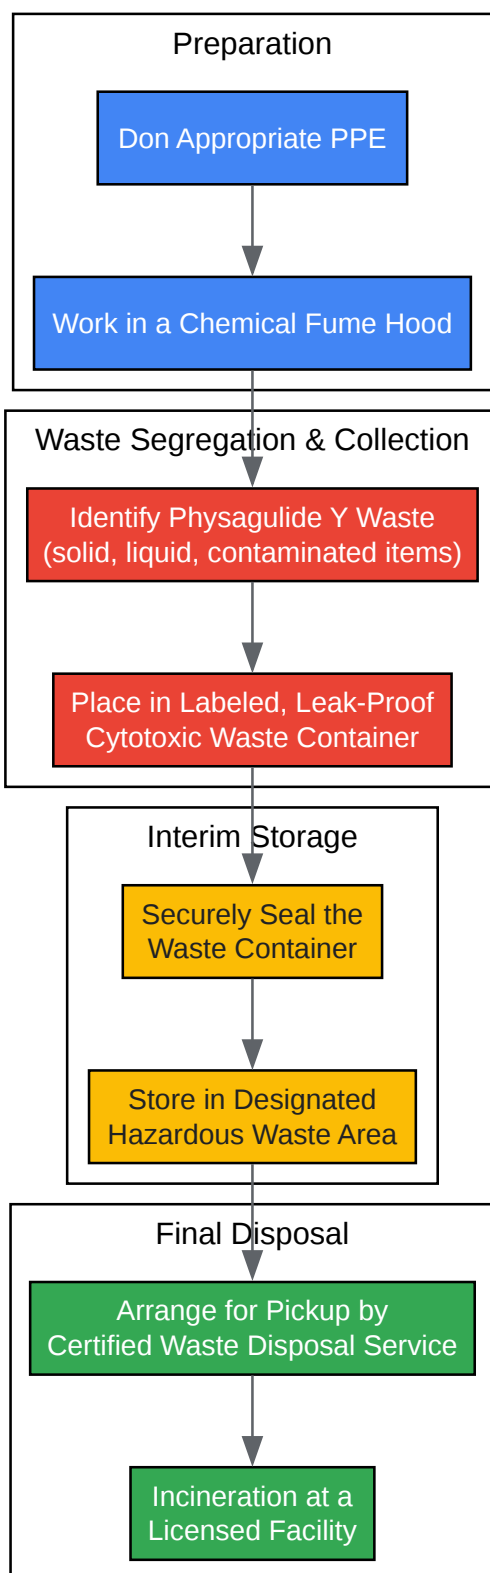 Preparation
Don Appropriate PPE
Work in a Chemical Fume Hood
Waste Segregation & Collection
Identify Physagulide Y Waste
(solid, liquid, contaminated items)
Place in Labeled, Leak-Proof
Cytotoxic Waste Container
Interim Storage
Securely Seal the
Waste Container
Store in Designated
Hazardous Waste Area
Final Disposal
Arrange for Pickup by
Certified Waste Disposal Service
Incineration at a
Licensed Facility